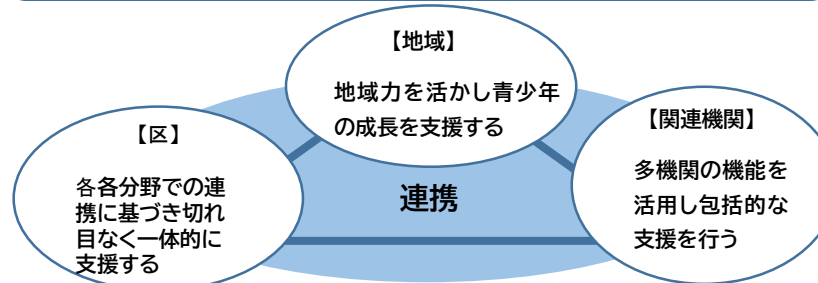 【地域】
地域力を活かし青少年
の成長を支援する
【区】
各各分野での連
携に基づき切れ
目なく一体的に
支援する
【関連機関】
多機関の機能を
活用し包括的な
支援を行う
連携